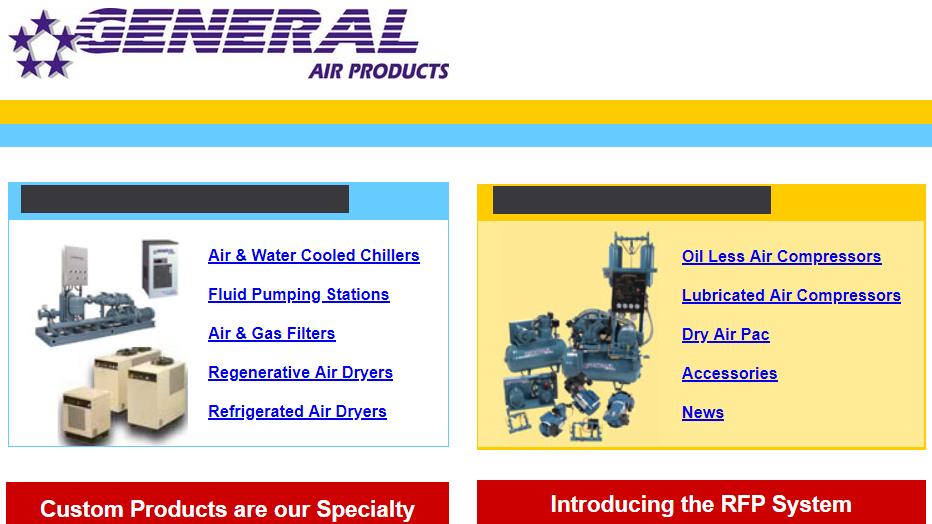 GENERAL
AIR PRODUCTS
Air & Water Cooled Chillers
Fluid Pumping Stations
Air & Gas Filters
Regenerative Air Dryers
Refrigerated Air Dryers
Oil Less Air Compressors
Lubricated Air Compressors
Dry Air Pac
Accessories
News
GENERAL
Custom Products are our Specialty
Introducing the RFP System